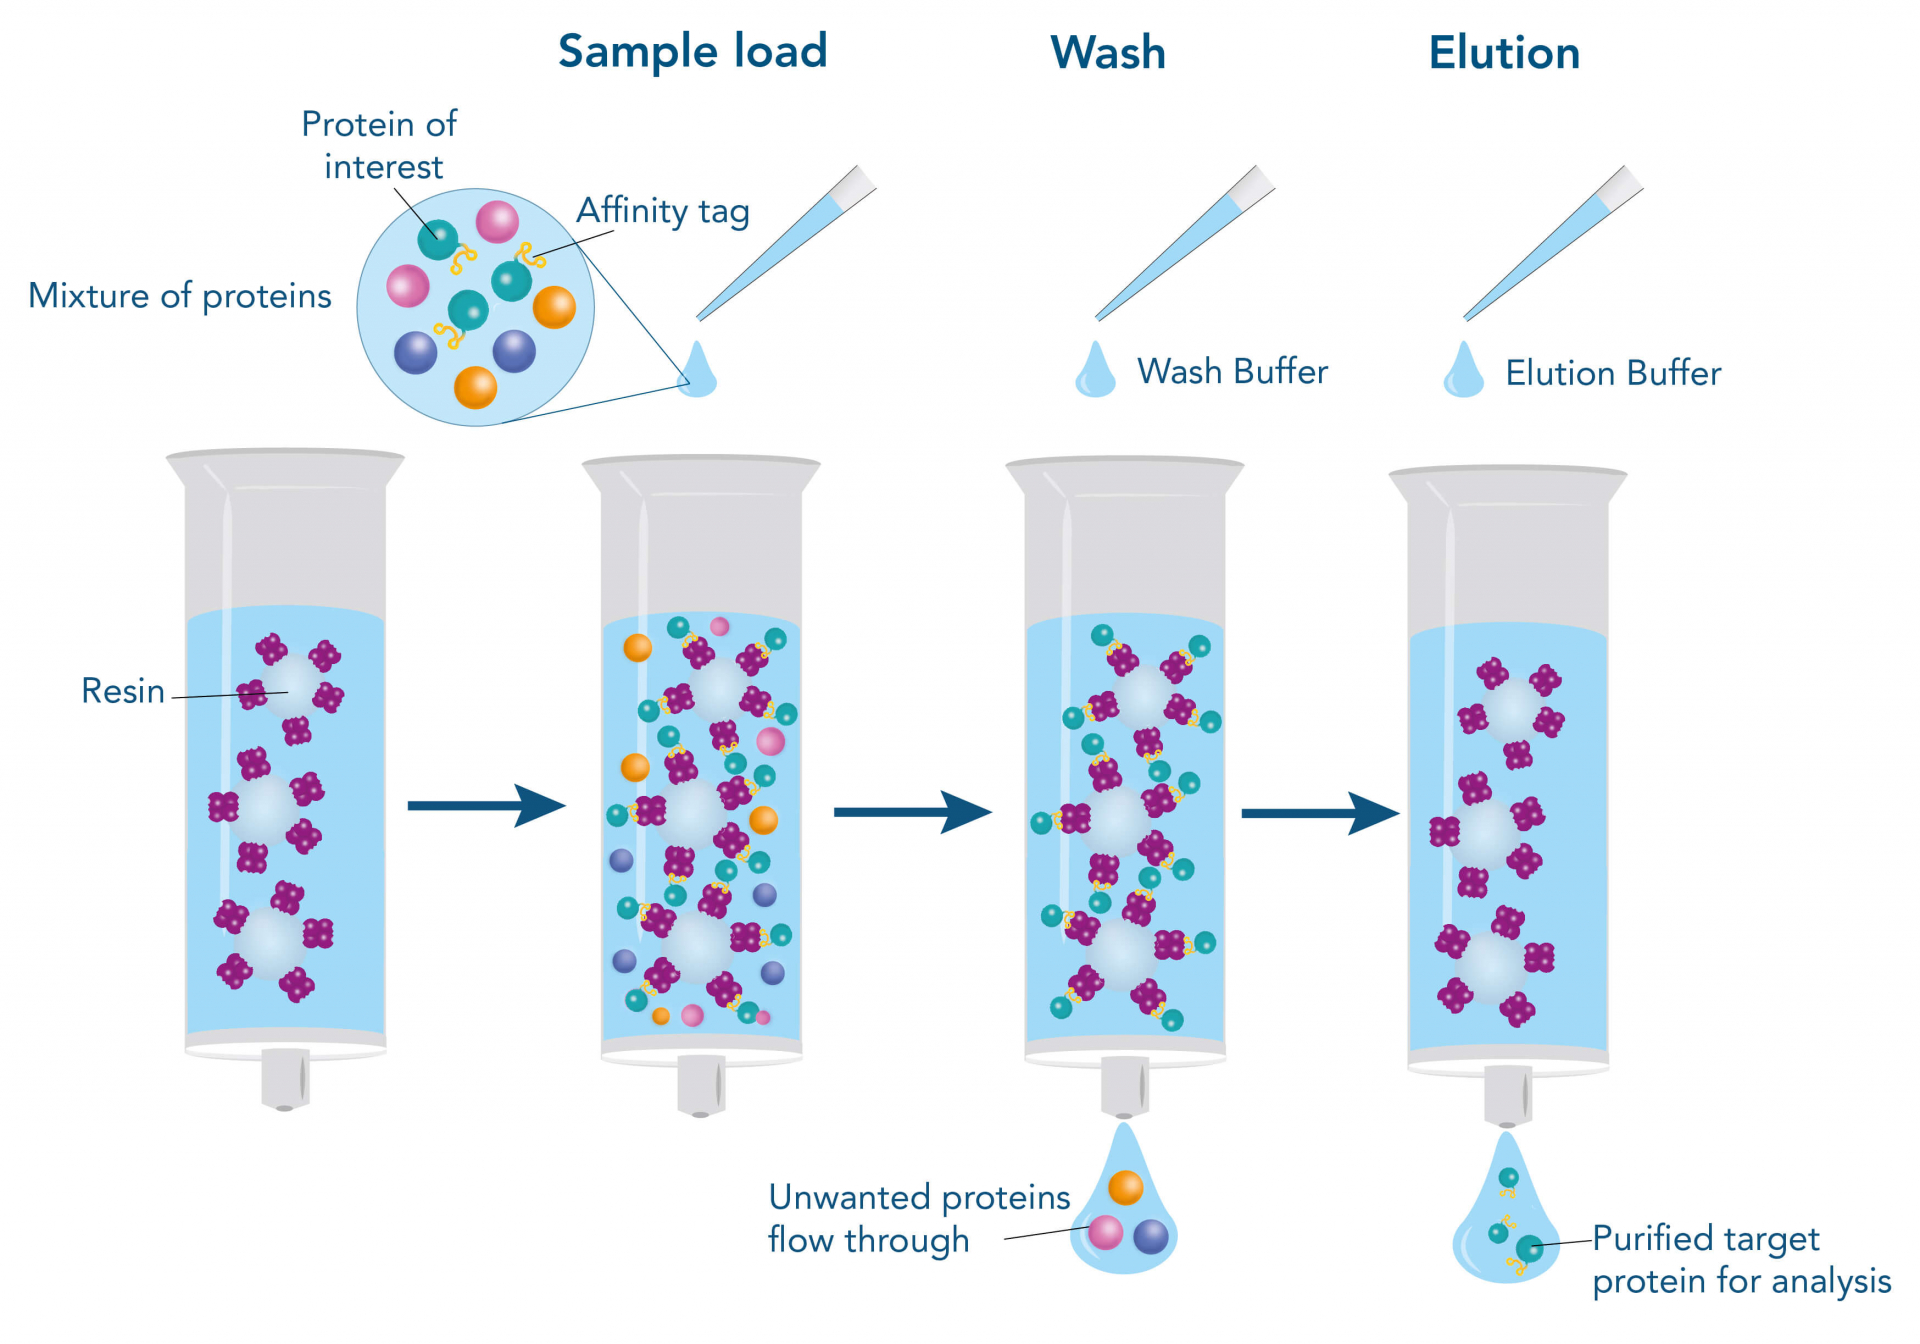 Sample load
Wash
Elution
Protein of
interest
Affinity tag
Mixture of proteins
Wash Buffer
Elution Buffer
Resin
Unwanted proteins
flow through
Purified target
protein for analysis